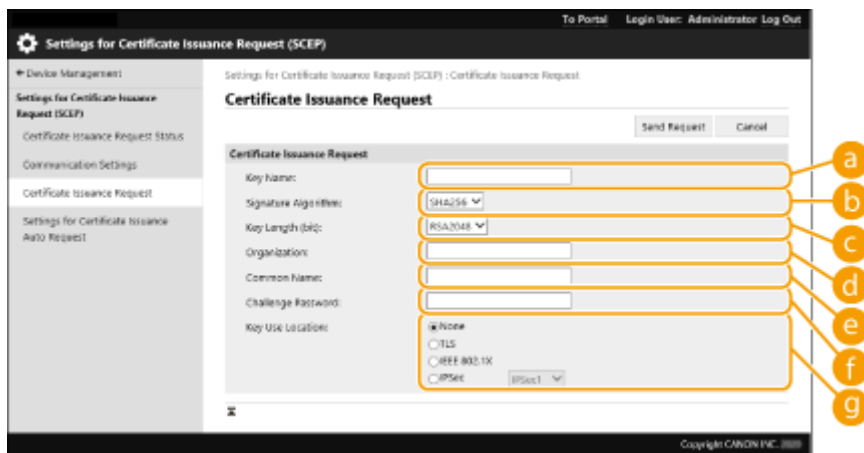 To Portal Login User: Administrator Log Out
Settings for Certificate Issuance Request (SCEP)
Device Management
Settings for Certificate Issuance Request (SCEP) : Certificate Issuance Request
Settings for Certificate Issuance
Request (SCEP)
Certificate Issuance Request Status
Communication Settings
Certificate Issuance Request
Settings for Certificate Issuance
Auto Request
Certificate Issuance Request
Send Request Cancel
Certificate Issuance Request
Key Name:
a
Signature Algorithm: SHA256
b
Key Length (bit): RSA2048
c
Organization:
d
Common Name:
e
Challenge Password:
f
Key Use Location: None
TLS
IEEE 802.1X
IPSec IPSec1
g
Copyright CANON INC.